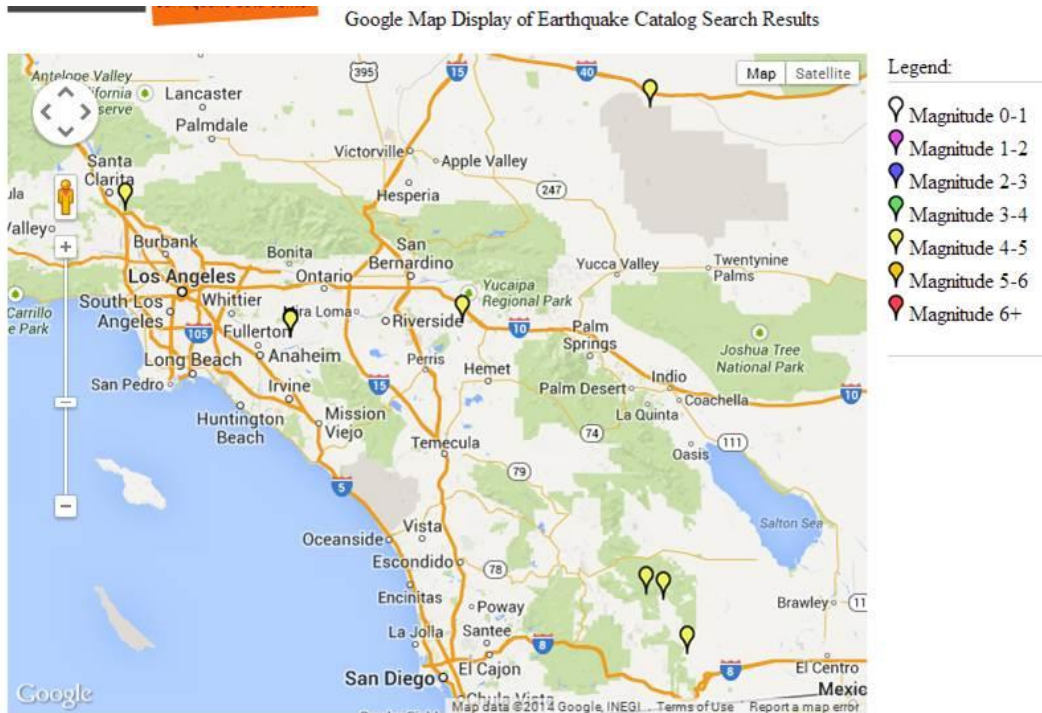 Google Map Display of Earthquake Catalog Search Results
Legend:
Magnitude 0-1
Magnitude 1-2
Magnitude 2-3
Magnitude 3-4
Magnitude 4-5
Magnitude 5-6
Magnitude 6+
Map
Satellite
395
15
40
Antelope Valley
Lancaster
Palmdale
Victorville
Apple Valley
Hesperia
247
Santa
Clarita
Valley
Burbank
Bonita
Los Angeles
Ontario
San
Bernardino
Yucaipa
Regional Park
Yucca Valley
Twentynine
Palms
South Los
Angeles
Whittier
Mira Loma
Riverside
10
Carrillo
Park
105
Fullerton
Anaheim
Palm
Springs
Joshua Tree
National Park
Long Beach
Perris
Hemet
San Pedro
Irvine
15
Palm Desert
Indio
10
Coachella
La Quinta
Huntington
Beach
Mission
Viejo
Temecula
74
111
Oasis
79
5
Salton Sea
Vista
Oceanside
Escondido
78
Encinitas
Poway
Brawley
11
La Jolla
Santee
8
El Cajon
8
El Centro
San Diego
Mexic
Chula Vista
Google
Map data ©2014 Google, INEGI
Terms of Use
Report a map error